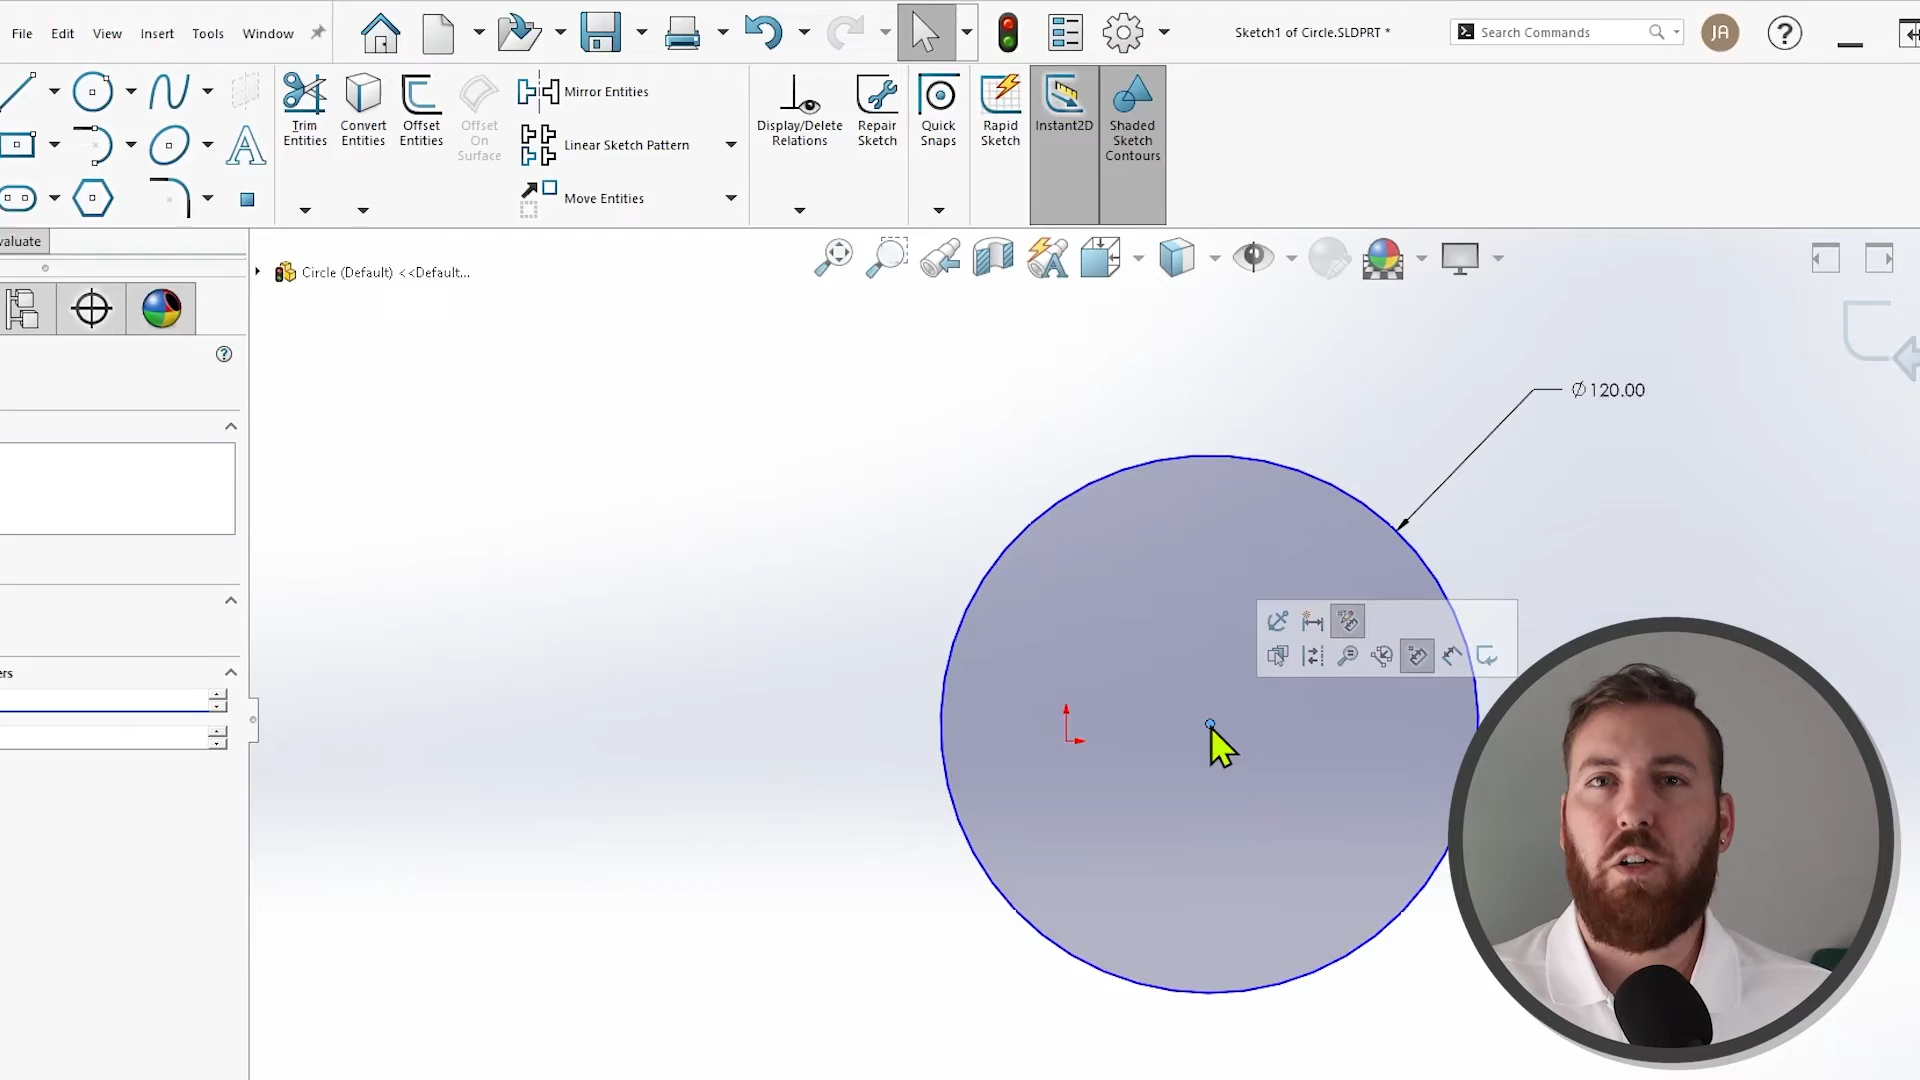 File Edit View Insert Tools Window
Sketch1 of Circle.SLDPRT *
Search Commands
JA
Trim Entities
Convert Entities
Offset Entities
Offset On Surface
Mirror Entities
Linear Sketch Pattern
Move Entities
Display/Delete Relations
Repair Sketch
Quick Snaps
Rapid Sketch
Instant2D
Shaded Sketch Contours
valuate
Circle (Default) <<Default...
Ø120.00
ers